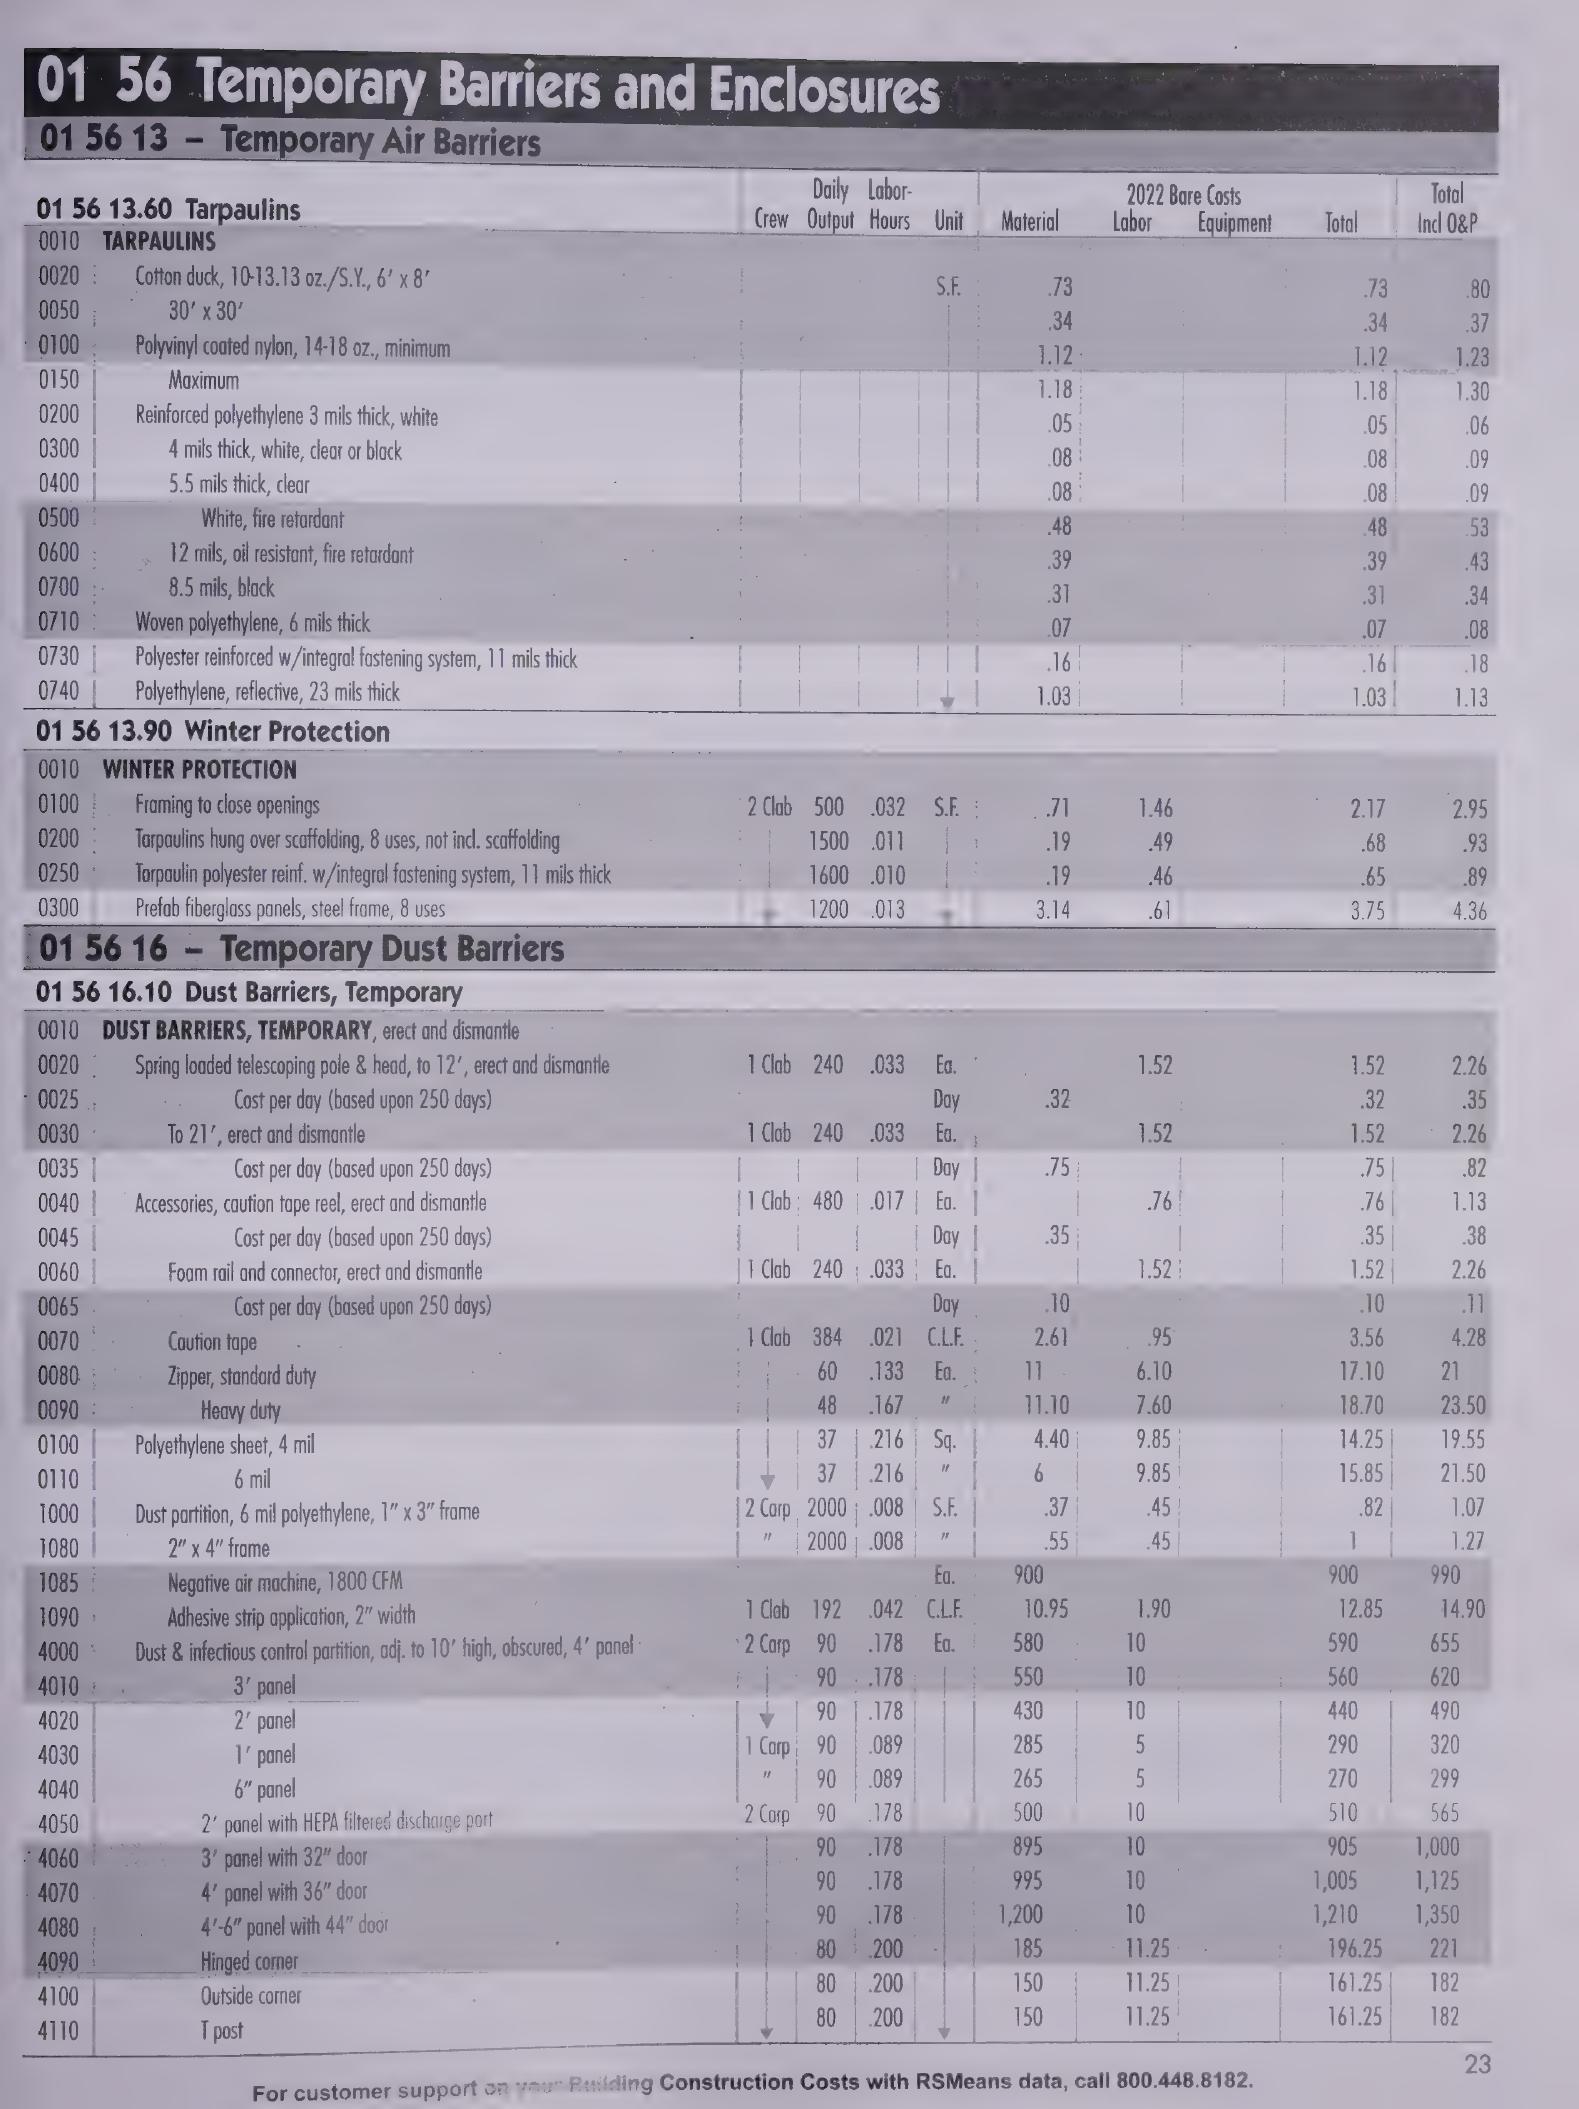 01 56 Temporary Barriers and Enclosures
01 56 13 – Temporary Air Barriers
01 56 13.60 Tarpaulins Crew Daily Output Labor-Hours Unit Material 2022 Bare Costs Labor Equipment Total Total Incl O&P
0010 TARPAULINS
0020 Cotton duck, 10-13.13 oz./S.Y., 6' x 8' S.F. .73 .73 .80
0050 30' x 30' .34 .34 .37
0100 Polyvinyl coated nylon, 14-18 oz., minimum 1.12 1.12 1.23
0150 Maximum 1.18 1.18 1.30
0200 Reinforced polyethylene 3 mils thick, white .05 .05 .06
0300 4 mils thick, white, clear or black .08 .08 .09
0400 5.5 mils thick, clear .08 .08 .09
0500 White, fire retardant .48 .48 .53
0600 12 mils, oil resistant, fire retardant .39 .39 .43
0700 8.5 mils, black .31 .31 .34
0710 Woven polyethylene, 6 mils thick .07 .07 .08
0730 Polyester reinforced w/integral fastening system, 11 mils thick .16 .16 .18
0740 Polyethylene, reflective, 23 mils thick 1.03 1.03 1.13
01 56 13.90 Winter Protection
0010 WINTER PROTECTION
0100 Framing to close openings 2 Clab 500 .032 S.F. .71 1.46 2.17 2.95
0200 Tarpaulins hung over scaffolding, 8 uses, not incl. scaffolding 1500 .011 .19 .49 .68 .93
0250 Tarpaulin polyester reinf. w/integral fastening system, 11 mils thick 1600 .010 .19 .46 .65 .89
0300 Prefab fiberglass panels, steel frame, 8 uses 1200 .013 3.14 .61 3.75 4.36
01 56 16 – Temporary Dust Barriers
01 56 16.10 Dust Barriers, Temporary
0010 DUST BARRIERS, TEMPORARY, erect and dismantle
0020 Spring loaded telescoping pole & head, to 12', erect and dismantle 1 Clab 240 .033 Ea. 1.52 1.52 2.26
0025 Cost per day (based upon 250 days) Day .32 .32 .35
0030 To 21', erect and dismantle 1 Clab 240 .033 Ea. 1.52 1.52 2.26
0035 Cost per day (based upon 250 days) Day .75 .75 .82
0040 Accessories, caution tape reel, erect and dismantle 1 Clab 480 .017 Ea. .76 .76 1.13
0045 Cost per day (based upon 250 days) Day .35 .35 .38
0060 Foam rail and connector, erect and dismantle 1 Clab 240 .033 Ea. 1.52 1.52 2.26
0065 Cost per day (based upon 250 days) Day .10 .10 .11
0070 Caution tape 1 Clab 384 .021 C.L.F. 2.61 .95 3.56 4.28
0080 Zipper, standard duty 60 .133 Ea. 11 6.10 17.10 21
0090 Heavy duty 48 .167 " 11.10 7.60 18.70 23.50
0100 Polyethylene sheet, 4 mil 37 .216 Sq. 4.40 9.85 14.25 19.55
0110 6 mil 37 .216 " 6 9.85 15.85 21.50
1000 Dust partition, 6 mil polyethylene, 1" x 3" frame 2 Carp 2000 .008 S.F. .37 .45 .82 1.07
1080 2" x 4" frame " 2000 .008 " .55 .45 1 1.27
1085 Negative air machine, 1800 CFM Ea. 900 900 990
1090 Adhesive strip application, 2" width 1 Clab 192 .042 C.L.F. 10.95 1.90 12.85 14.90
4000 Dust & infectious control partition, adj. to 10' high, obscured, 4' panel 2 Carp 90 .178 Ea. 580 10 590 655
4010 3' panel 90 .178 550 10 560 620
4020 2' panel 90 .178 430 10 440 490
4030 1' panel 1 Carp 90 .089 285 5 290 320
4040 6" panel " 90 .089 265 5 270 299
4050 2' panel with HEPA filtered discharge port 2 Carp 90 .178 500 10 510 565
4060 3' panel with 32" door 90 .178 895 10 905 1,000
4070 4' panel with 36" door 90 .178 995 10 1,005 1,125
4080 4'-6" panel with 44" door 90 .178 1,200 10 1,210 1,350
4090 Hinged corner 80 .200 185 11.25 196.25 221
4100 Outside corner 80 .200 150 11.25 161.25 182
4110 T post 80 .200 150 11.25 161.25 182
For customer support on your Building Construction Costs with RSMeans data, call 800.448.8182.
23